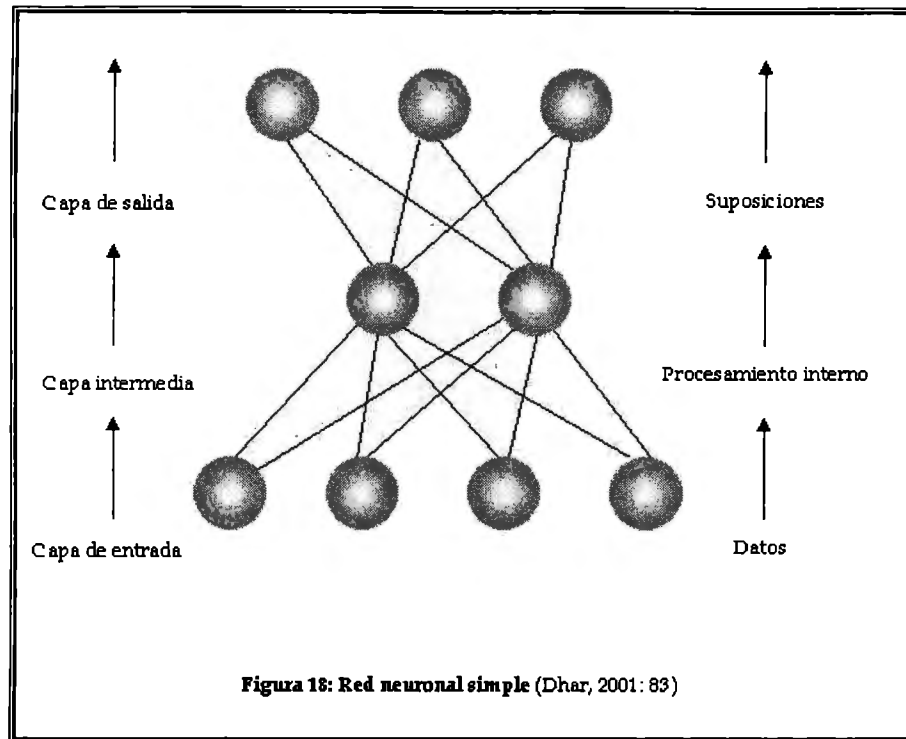 Capa de salida
Suposiciones
Capa intermedia
Procesamiento interno
Capa de entrada
Datos
Figura 18: Red neuronal simple (Dhar, 2001: 83)